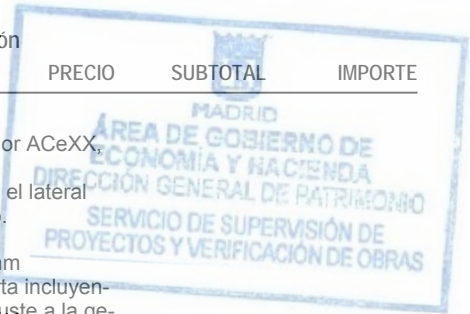 ón
PRECIO SUBTOTAL IMPORTE
MADRID
or ACeXX,
ÁREA DE GOBIERNO DE
ECONOMÍA Y HACIENDA
el lateral
DIRECCIÓN GENERAL DE PATRIMONIO
.
SERVICIO DE SUPERVISIÓN DE
PROYECTOS Y VERIFICACIÓN DE OBRAS
m
ta incluyen-
uste a la ge-